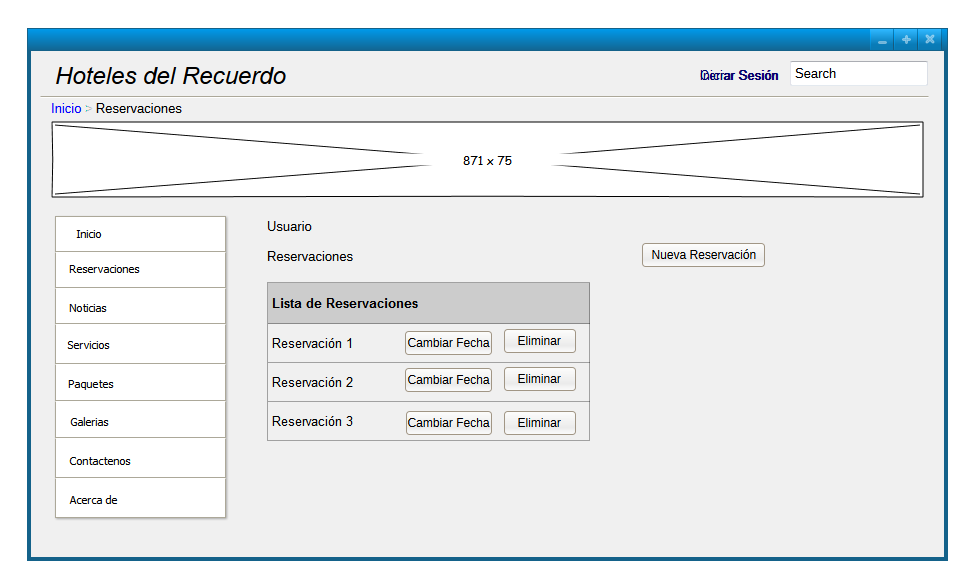 Hoteles del Recuerdo
Sesión
Search
Inicio > Reservaciones
871 x 75
Inicio
Reservaciones
Noticias
Servicios
Paquetes
Galerias
Contactenos
Acerca de
Usuario
Reservaciones
Nueva Reservación
Lista de Reservaciones
Reservación 1 Cambiar Fecha Eliminar
Reservación 2 Cambiar Fecha Eliminar
Reservación 3 Cambiar Fecha Eliminar